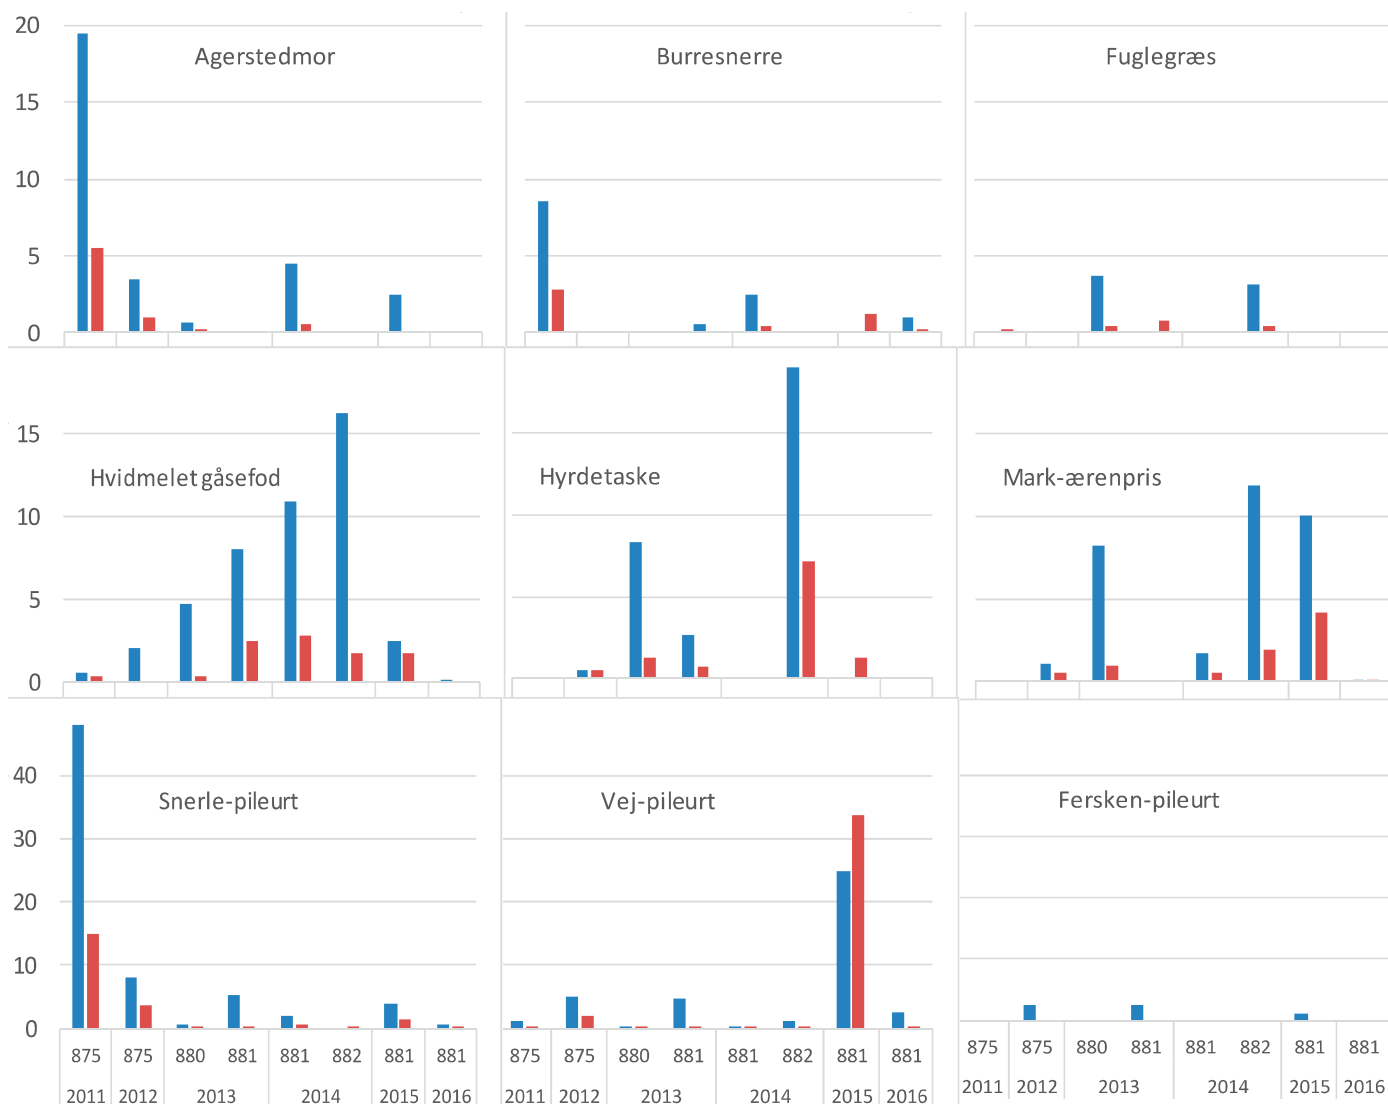 20
Agerstedmor
Burresnerre
Fuglegræs
15
10
5
0
15
Hvidmelet gåsefod
Hyrdetaske
Mark-ærenpris
10
5
0
40
Snerle-pileurt
Vej-pileurt
Fersken-pileurt
30
20
10
0
875 875 880 881 881 882 881 881
2011 2012 2013 2014 2015 2016
875 875 880 881 881 882 881 881
2011 2012 2013 2014 2015 2016
875 875 880 881 881 882 881 881
2011 2012 2013 2014 2015 2016